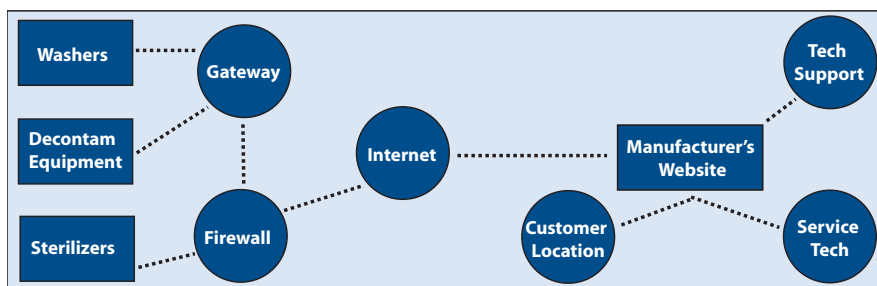 Washers
Gateway
Tech
Support
Decontam
Equipment
Internet
Manufacturer's
Website
Sterilizers
Firewall
Customer
Location
Service
Tech